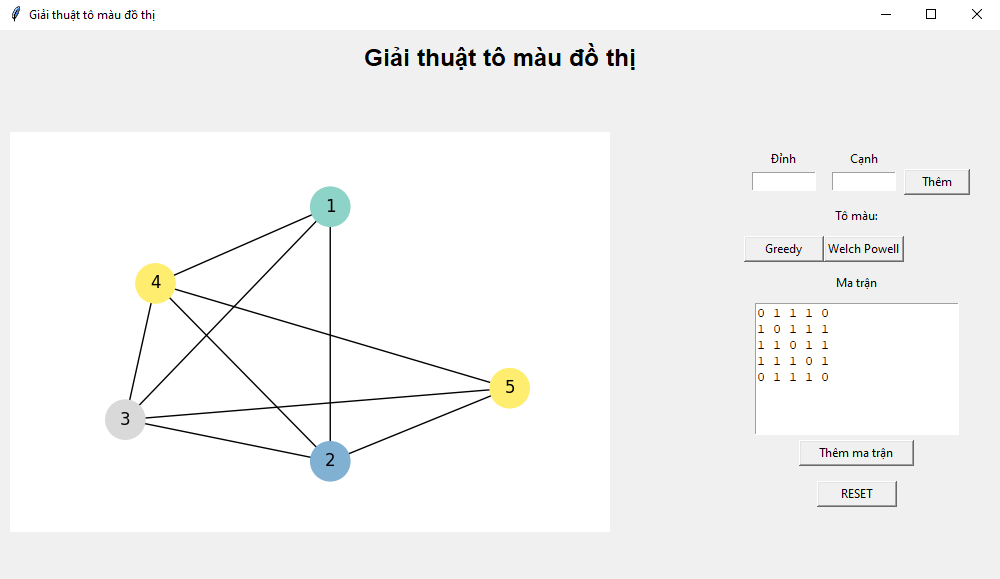 Giải thuật tô màu đồ thị
Giải thuật tô màu đồ thị
1
4
5
3
2
Đỉnh Cạnh
Thêm
Tô màu:
Greedy Welch Powell
Ma trận
0 1 1 1 0
1 0 1 1 1
1 1 0 1 1
1 1 1 0 1
0 1 1 1 0
Thêm ma trận
RESET